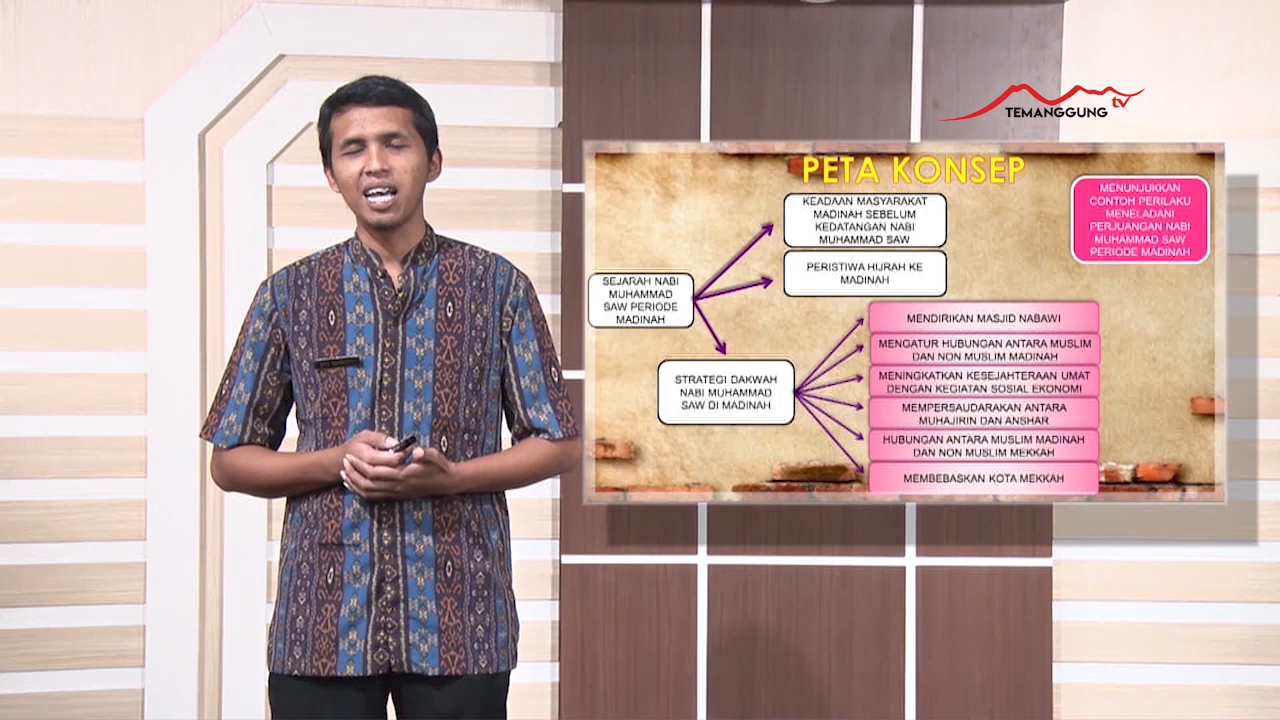 TEMANGGUNG
tv
PETA KONSEP
KEADAAN MASYARAKAT
MADINAH SEBELUM
KEDATANGAN NABI
MUHAMMAD SAW
MENUNJUKKAN
CONTOH PERILAKU
MENELADANI
PERJUANGAN NABI
MUHAMMAD SAW
PERIODE MADINAH
PERISTIWA HIJRAH KE
MADINAH
SEJARAH NABI
MUHAMMAD
SAW PERIODE
MADINAH
STRATEGI DAKWAH
NABI MUHAMMAD
SAW DI MADINAH
MENDIRIKAN MASJID NABAWI
MENGATUR HUBUNGAN ANTARA MUSLIM
DAN NON MUSLIM MADINAH
MENINGKATKAN KESEJAHTERAAN UMAT
DENGAN KEGIATAN SOSIAL EKONOMI
MEMPERSAUDARAKAN ANTARA
MUHAJIRIN DAN ANSHAR
HUBUNGAN ANTARA MUSLIM MADINAH
DAN NON MUSLIM MEKKAH
MEMBEBASKAN KOTA MEKKAH